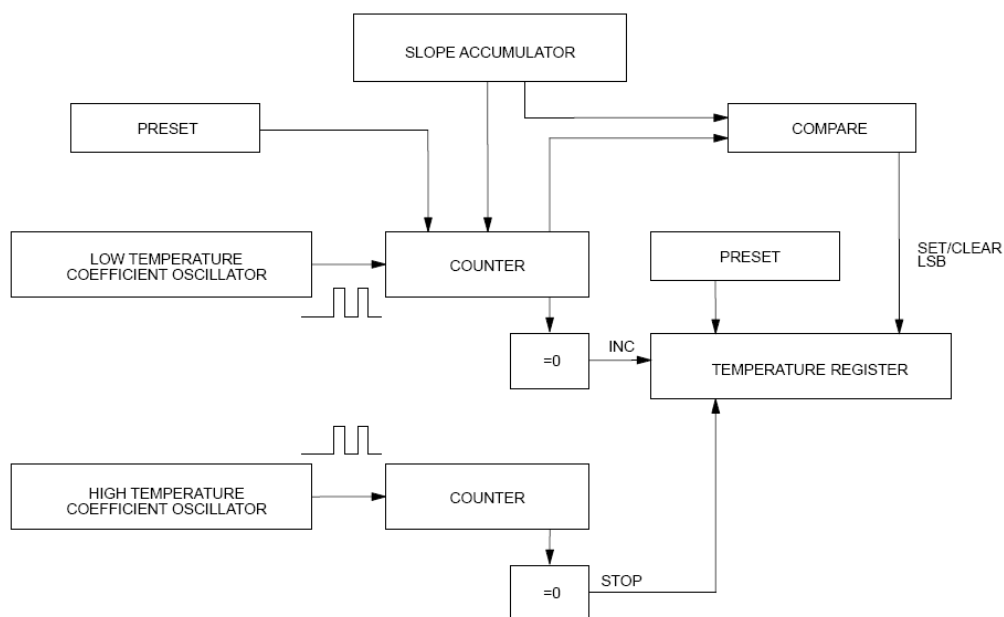 SLOPE ACCUMULATOR
PRESET
COMPARE
LOW TEMPERATURE
COEFFICIENT OSCILLATOR
COUNTER
PRESET
SET/CLEAR
LSB
=0
INC
TEMPERATURE REGISTER
HIGH TEMPERATURE
COEFFICIENT OSCILLATOR
COUNTER
=0
STOP